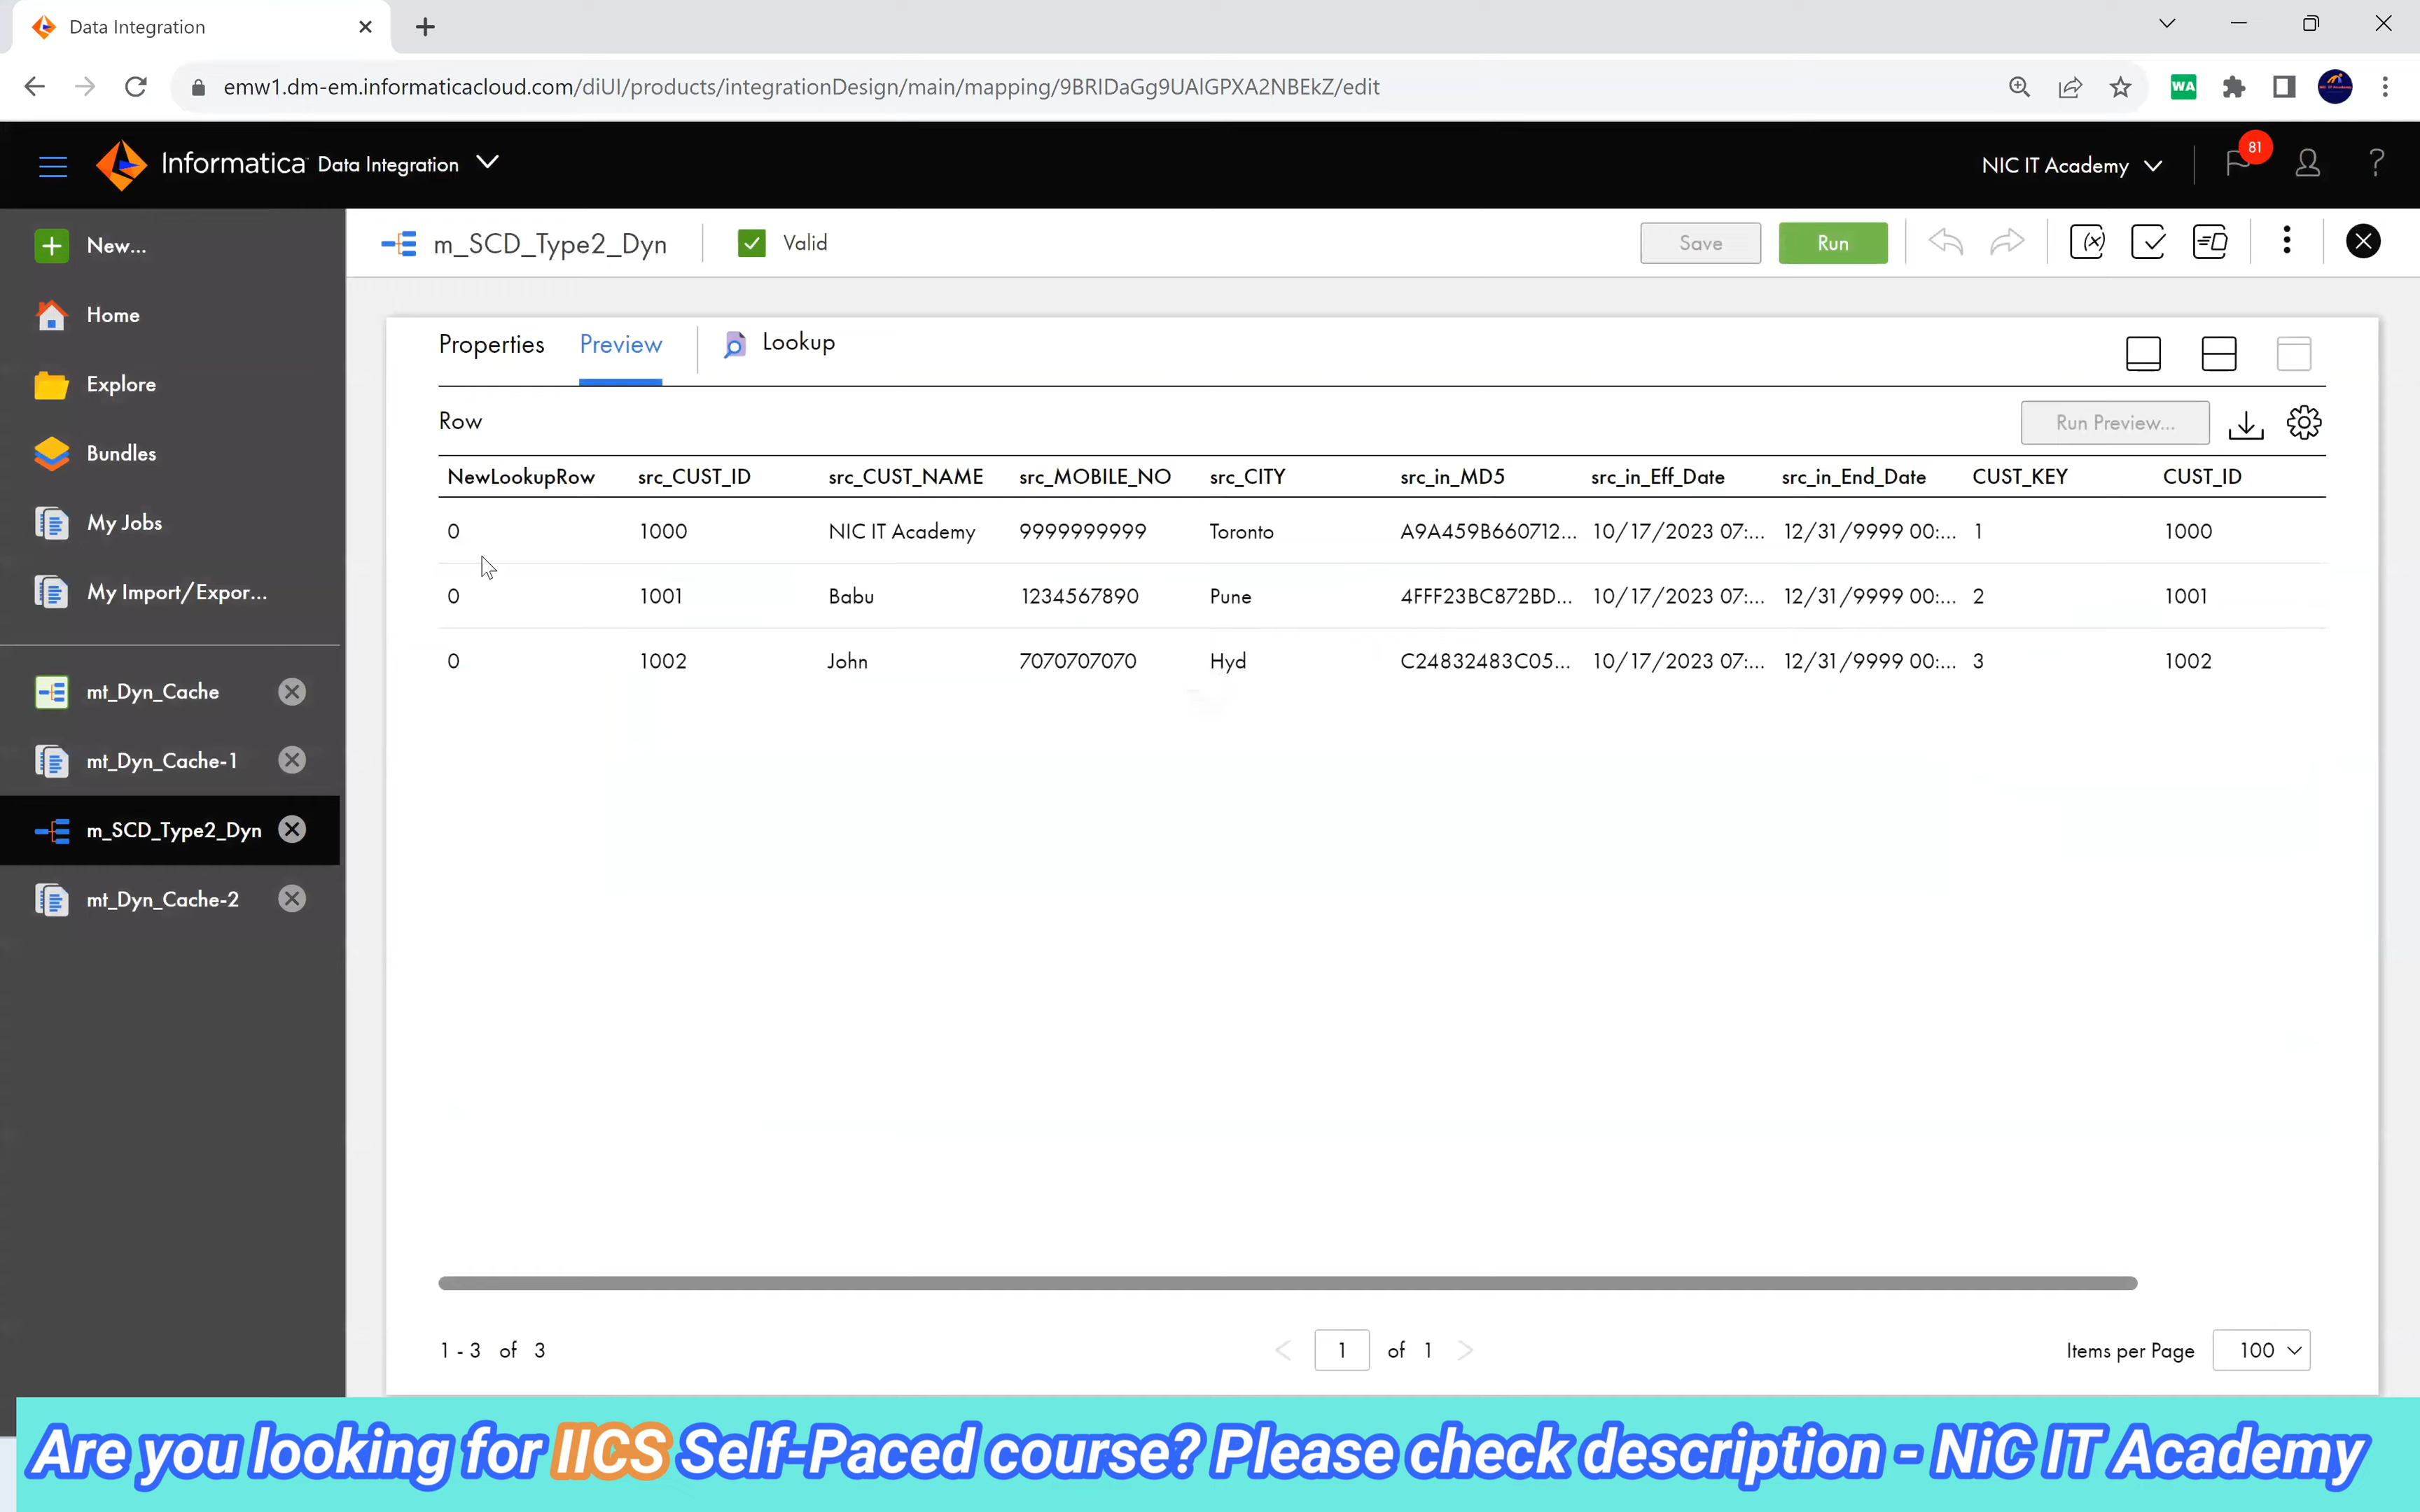 Data Integration
emw1.dm-em.informaticacloud.com/diUI/products/integrationDesign/main/mapping/9BRIDaGg9UAlGPXA2NBEkZ/edit
WA
Informatica Data Integration
NIC IT Academy
81
?
New...
Home
Explore
Bundles
My Jobs
My Import/Expor...
mt_Dyn_Cache
mt_Dyn_Cache-1
m_SCD_Type2_Dyn
mt_Dyn_Cache-2
m_SCD_Type2_Dyn Valid Save Run
Properties Preview Lookup
Row Run Preview...
NewLookupRow src_CUST_ID src_CUST_NAME src_MOBILE_NO src_CITY src_in_MD5 src_in_Eff_Date src_in_End_Date CUST_KEY CUST_ID
0 1000 NIC IT Academy 9999999999 Toronto A9A459B660712... 10/17/2023 07:... 12/31/9999 00:... 1 1000
0 1001 Babu 1234567890 Pune 4FFF23BC872BD... 10/17/2023 07:... 12/31/9999 00:... 2 1001
0 1002 John 7070707070 Hyd C24832483C05... 10/17/2023 07:... 12/31/9999 00:... 3 1002
1 - 3 of 3 1 of 1 Items per Page 100
Are you looking for IICS Self-Paced course? Please check description - NiC IT Academy